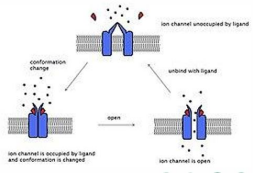 ion channel unoccupied by ligand
conformation
change
unbind with ligand
open
ion channel is occupied by ligand
and conformation is changed
ion channel is open